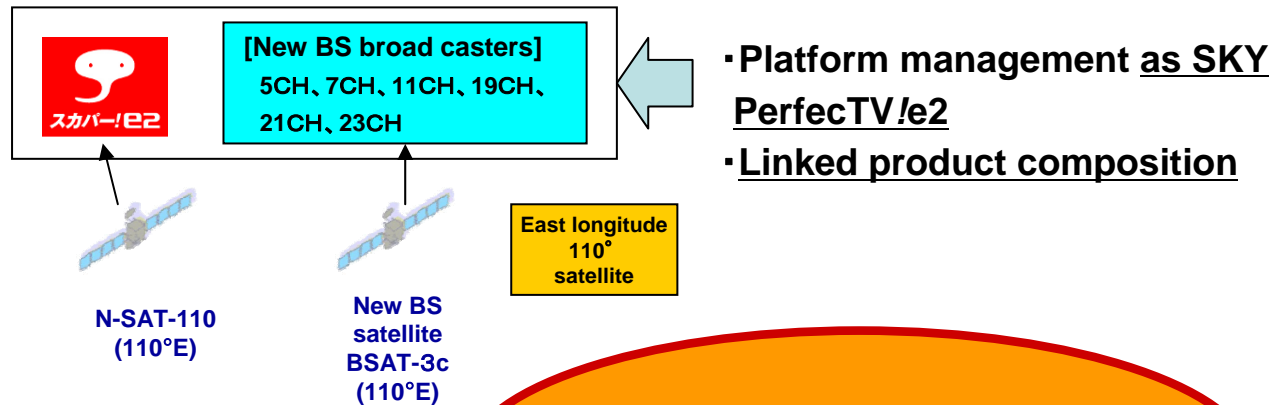 スカパー!e2
[New BS broad casters]
5CH、7CH、11CH、19CH、
21CH、23CH
・Platform management as SKY
PerfecTV!e2
・Linked product composition
East longitude
110°
satellite
N-SAT-110
(110°E)
New BS
satellite
BSAT-3c
(110°E)